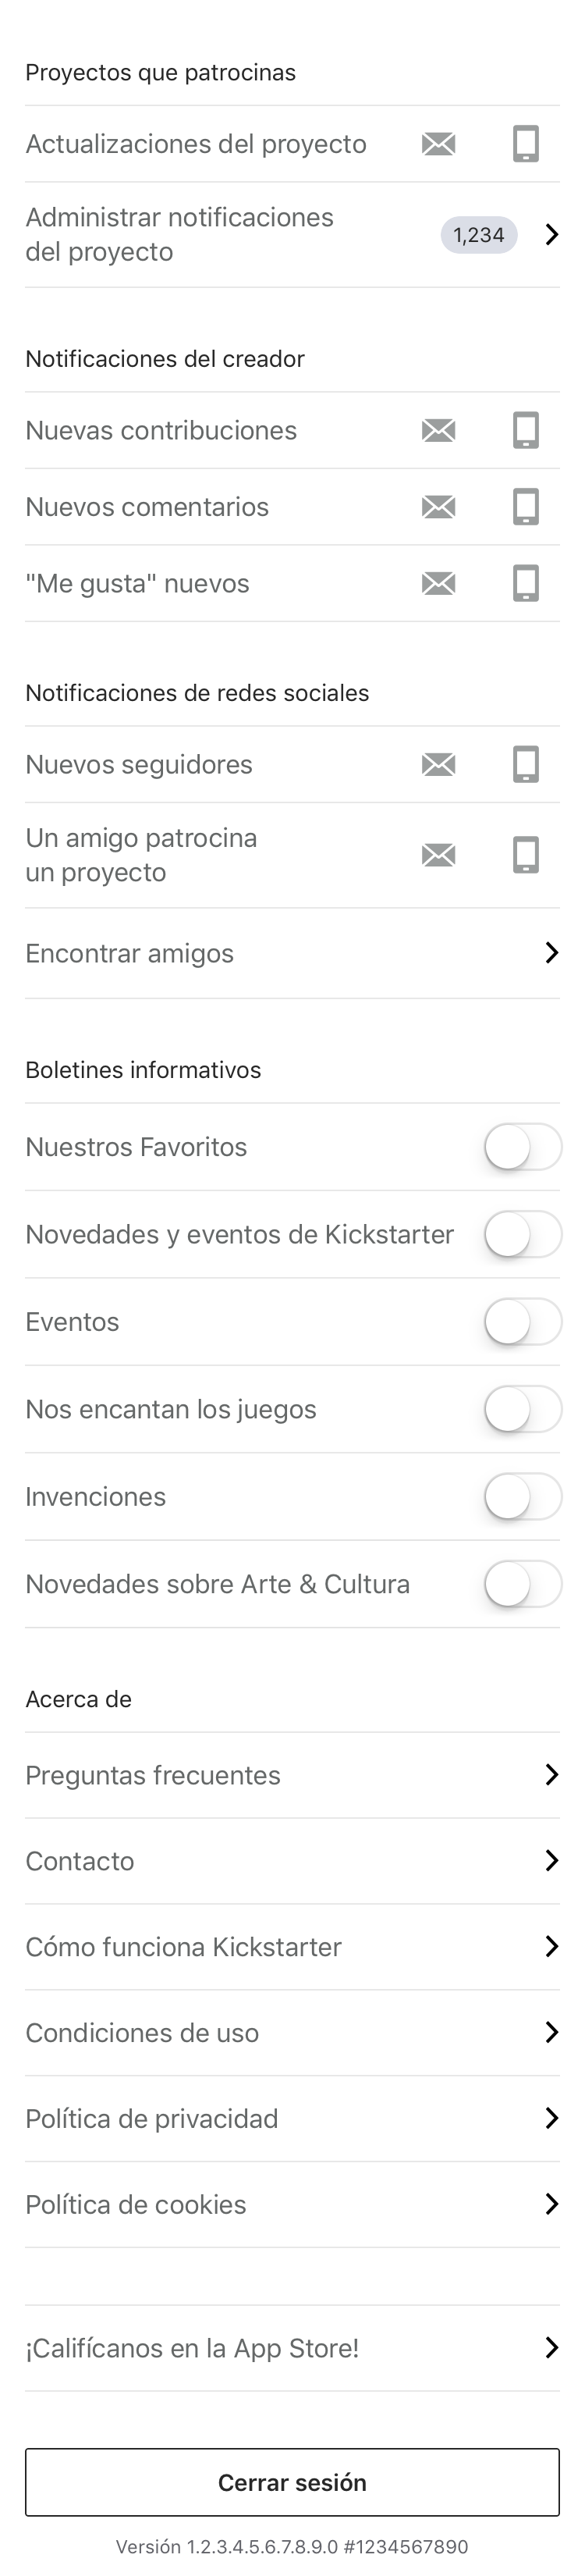 Proyectos que patrocinas
Actualizaciones del proyecto
Administrar notificaciones
del proyecto
1,234
Notificaciones del creador
Nuevas contribuciones
Nuevos comentarios
"Me gusta" nuevos
Notificaciones de redes sociales
Nuevos seguidores
Un amigo patrocina
un proyecto
Encontrar amigos
Boletines informativos
Nuestros Favoritos
Novedades y eventos de Kickstarter
Eventos
Nos encantan los juegos
Invenciones
Novedades sobre Arte & Cultura
Acerca de
Preguntas frecuentes
Contacto
Cómo funciona Kickstarter
Condiciones de uso
Política de privacidad
Política de cookies
¡Califícanos en la App Store!
Cerrar sesión
Versión 1.2.3.4.5.6.7.8.9.0 #1234567890